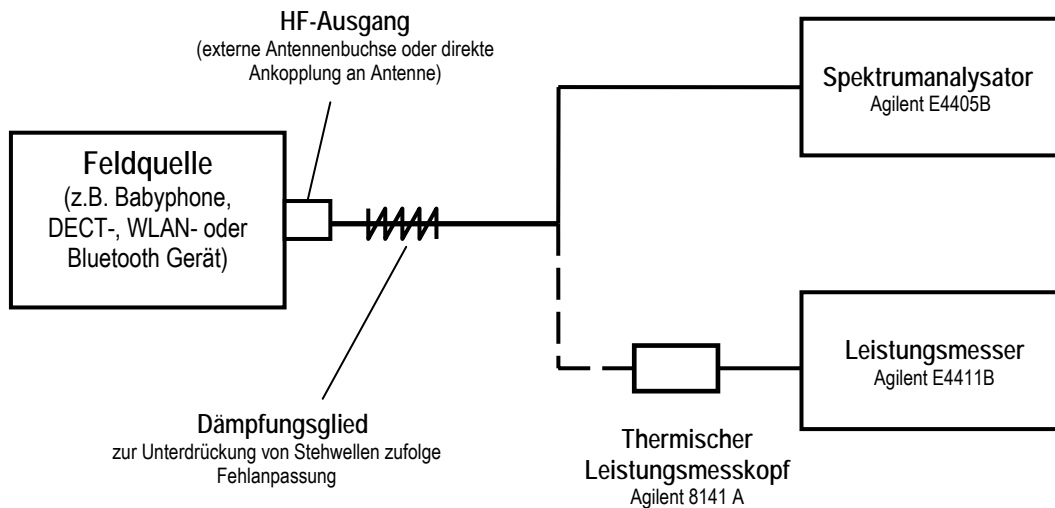 HF-Ausgang
(externe Antennenbuchse oder direkte
Ankopplung an Antenne)
Spektrumanalysator
Agilent E4405B
Feldquelle
(z.B. Babyphone,
DECT-, WLAN- oder
Bluetooth Gerät)
Leistungsmesser
Agilent E4411B
Dämpfungsglied
zur Unterdrückung von Stehwellen zufolge
Fehlanpassung
Thermischer
Leistungsmesskopf
Agilent 8141 A